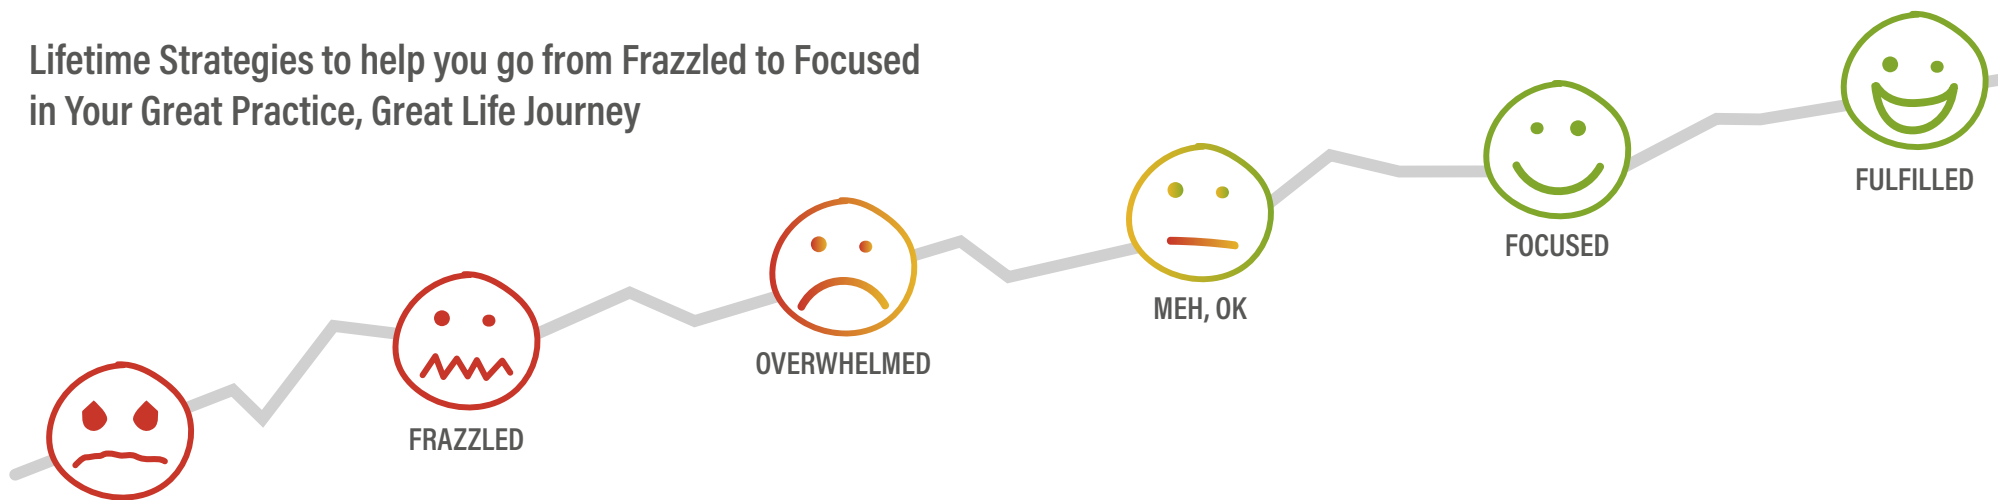 Lifetime Strategies to help you go from Frazzled to Focused
in Your Great Practice, Great Life Journey
FULFILLED
FOCUSED
MEH, OK
OVERWHELMED
FRAZZLED